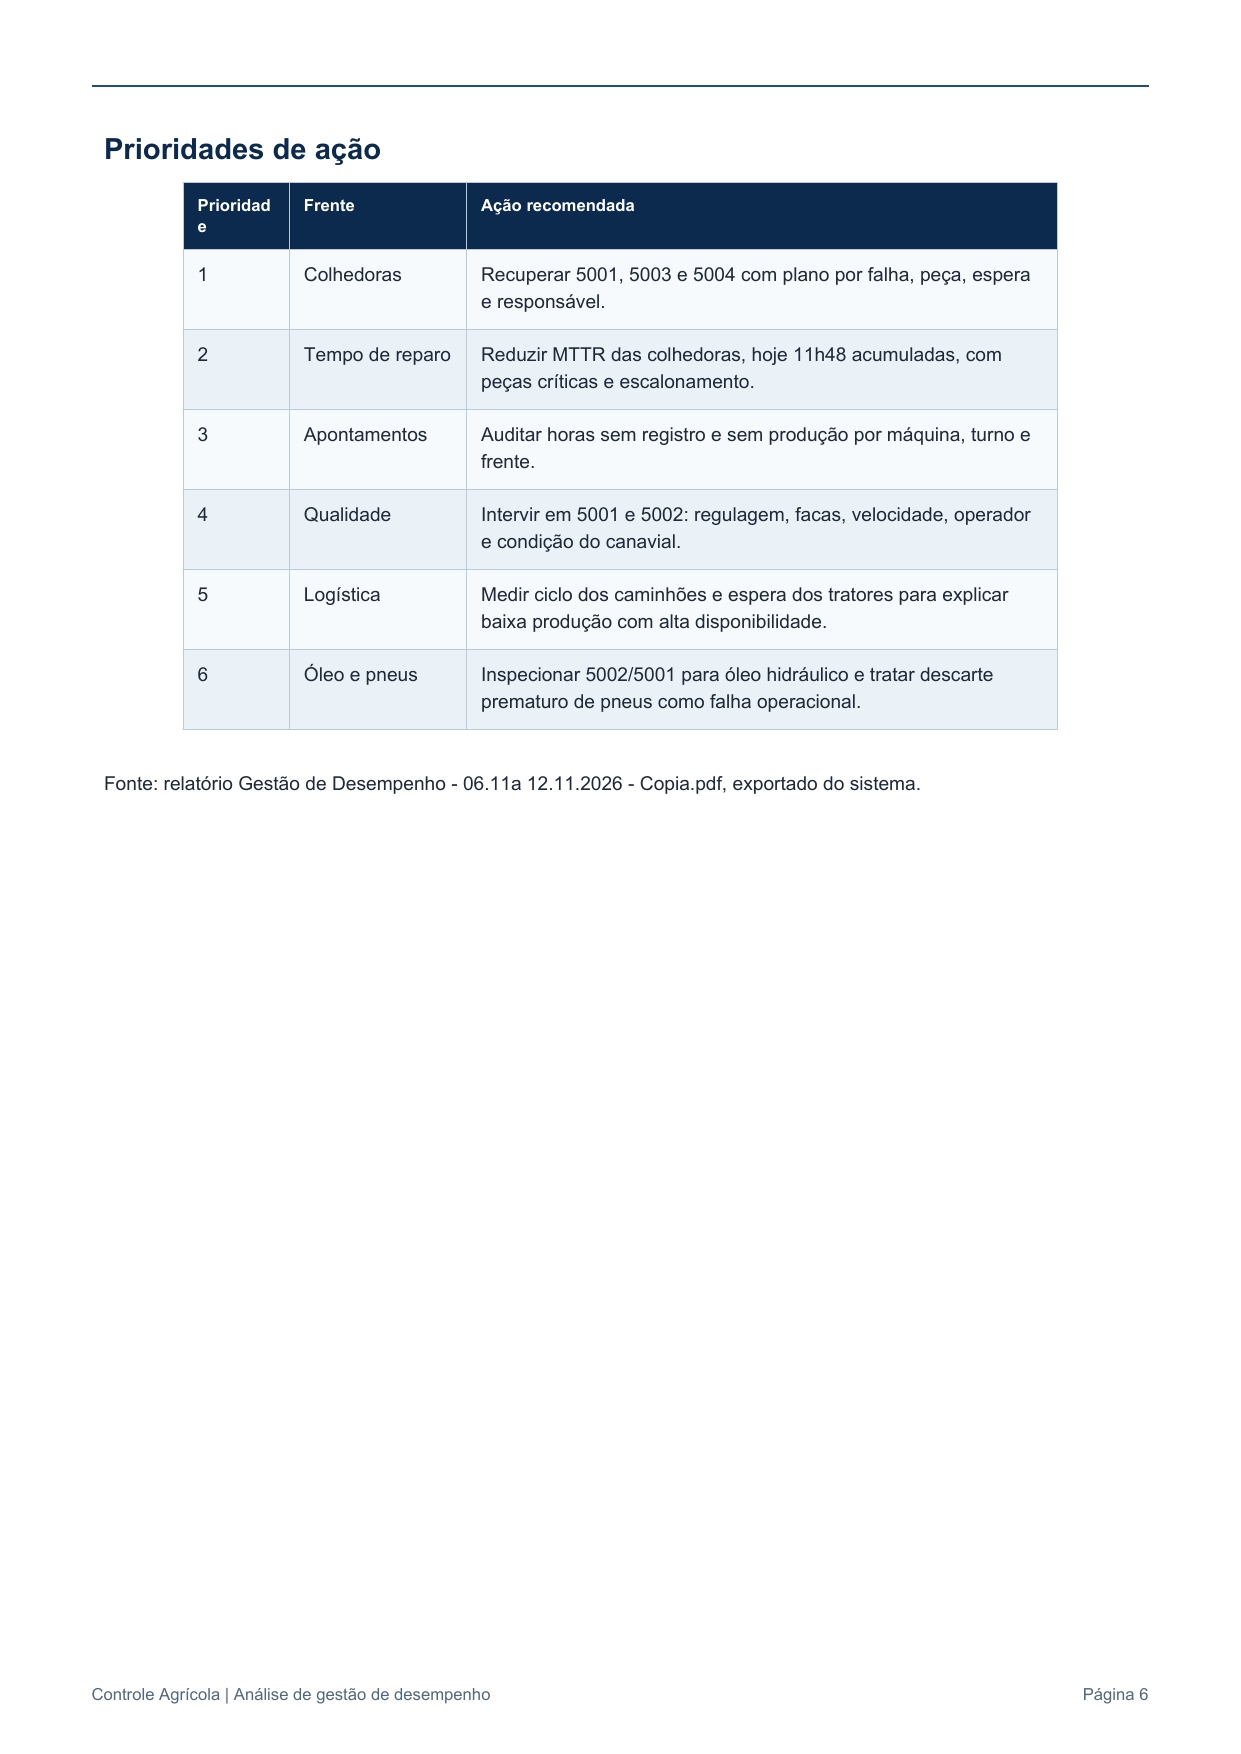 Prioridades de ação
Prioridad
e
Frente
Ação recomendada
1
Colhedoras
Recuperar 5001, 5003 e 5004 com plano por falha, peça, espera
e responsável.
2
Tempo de reparo
Reduzir MTTR das colhedoras, hoje 11h48 acumuladas, com
peças críticas e escalonamento.
3
Apontamentos
Auditar horas sem registro e sem produção por máquina, turno e
frente.
4
Qualidade
Intervir em 5001 e 5002: regulagem, facas, velocidade, operador
e condição do canavial.
5
Logística
Medir ciclo dos caminhões e espera dos tratores para explicar
baixa produção com alta disponibilidade.
6
Óleo e pneus
Inspecionar 5002/5001 para óleo hidráulico e tratar descarte
prematuro de pneus como falha operacional.
Fonte: relatório Gestão de Desempenho - 06.11a 12.11.2026 - Copia.pdf, exportado do sistema.
Controle Agrícola | Análise de gestão de desempenho
Página 6